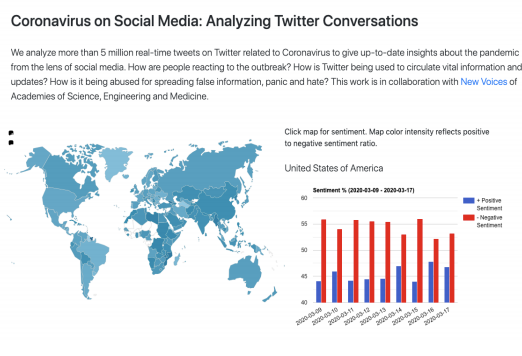 Coronavirus on Social Media: Analyzing Twitter Conversations
We analyze more than 5 million real-time tweets on Twitter related to Coronavirus to give up-to-date insights about the pandemic
from the lens of social media. How are people reacting to the outbreak? How is Twitter being used to circulate vital information and
updates? How is it being abused for spreading false information, panic and hate? This work is in collaboration with New Voices of
Academies of Science, Engineering and Medicine.
Click map for sentiment. Map color intensity reflects positive
to negative sentiment ratio.
United States of America
Sentiment % (2020-03-09 - 2020-03-17)
60
55
50
45
40
+ Positive
Sentiment
- Negative
Sentiment
2020-03-09
2020-03-10
2020-03-11
2020-03-12
2020-03-13
2020-03-14
2020-03-15
2020-03-16
2020-03-17